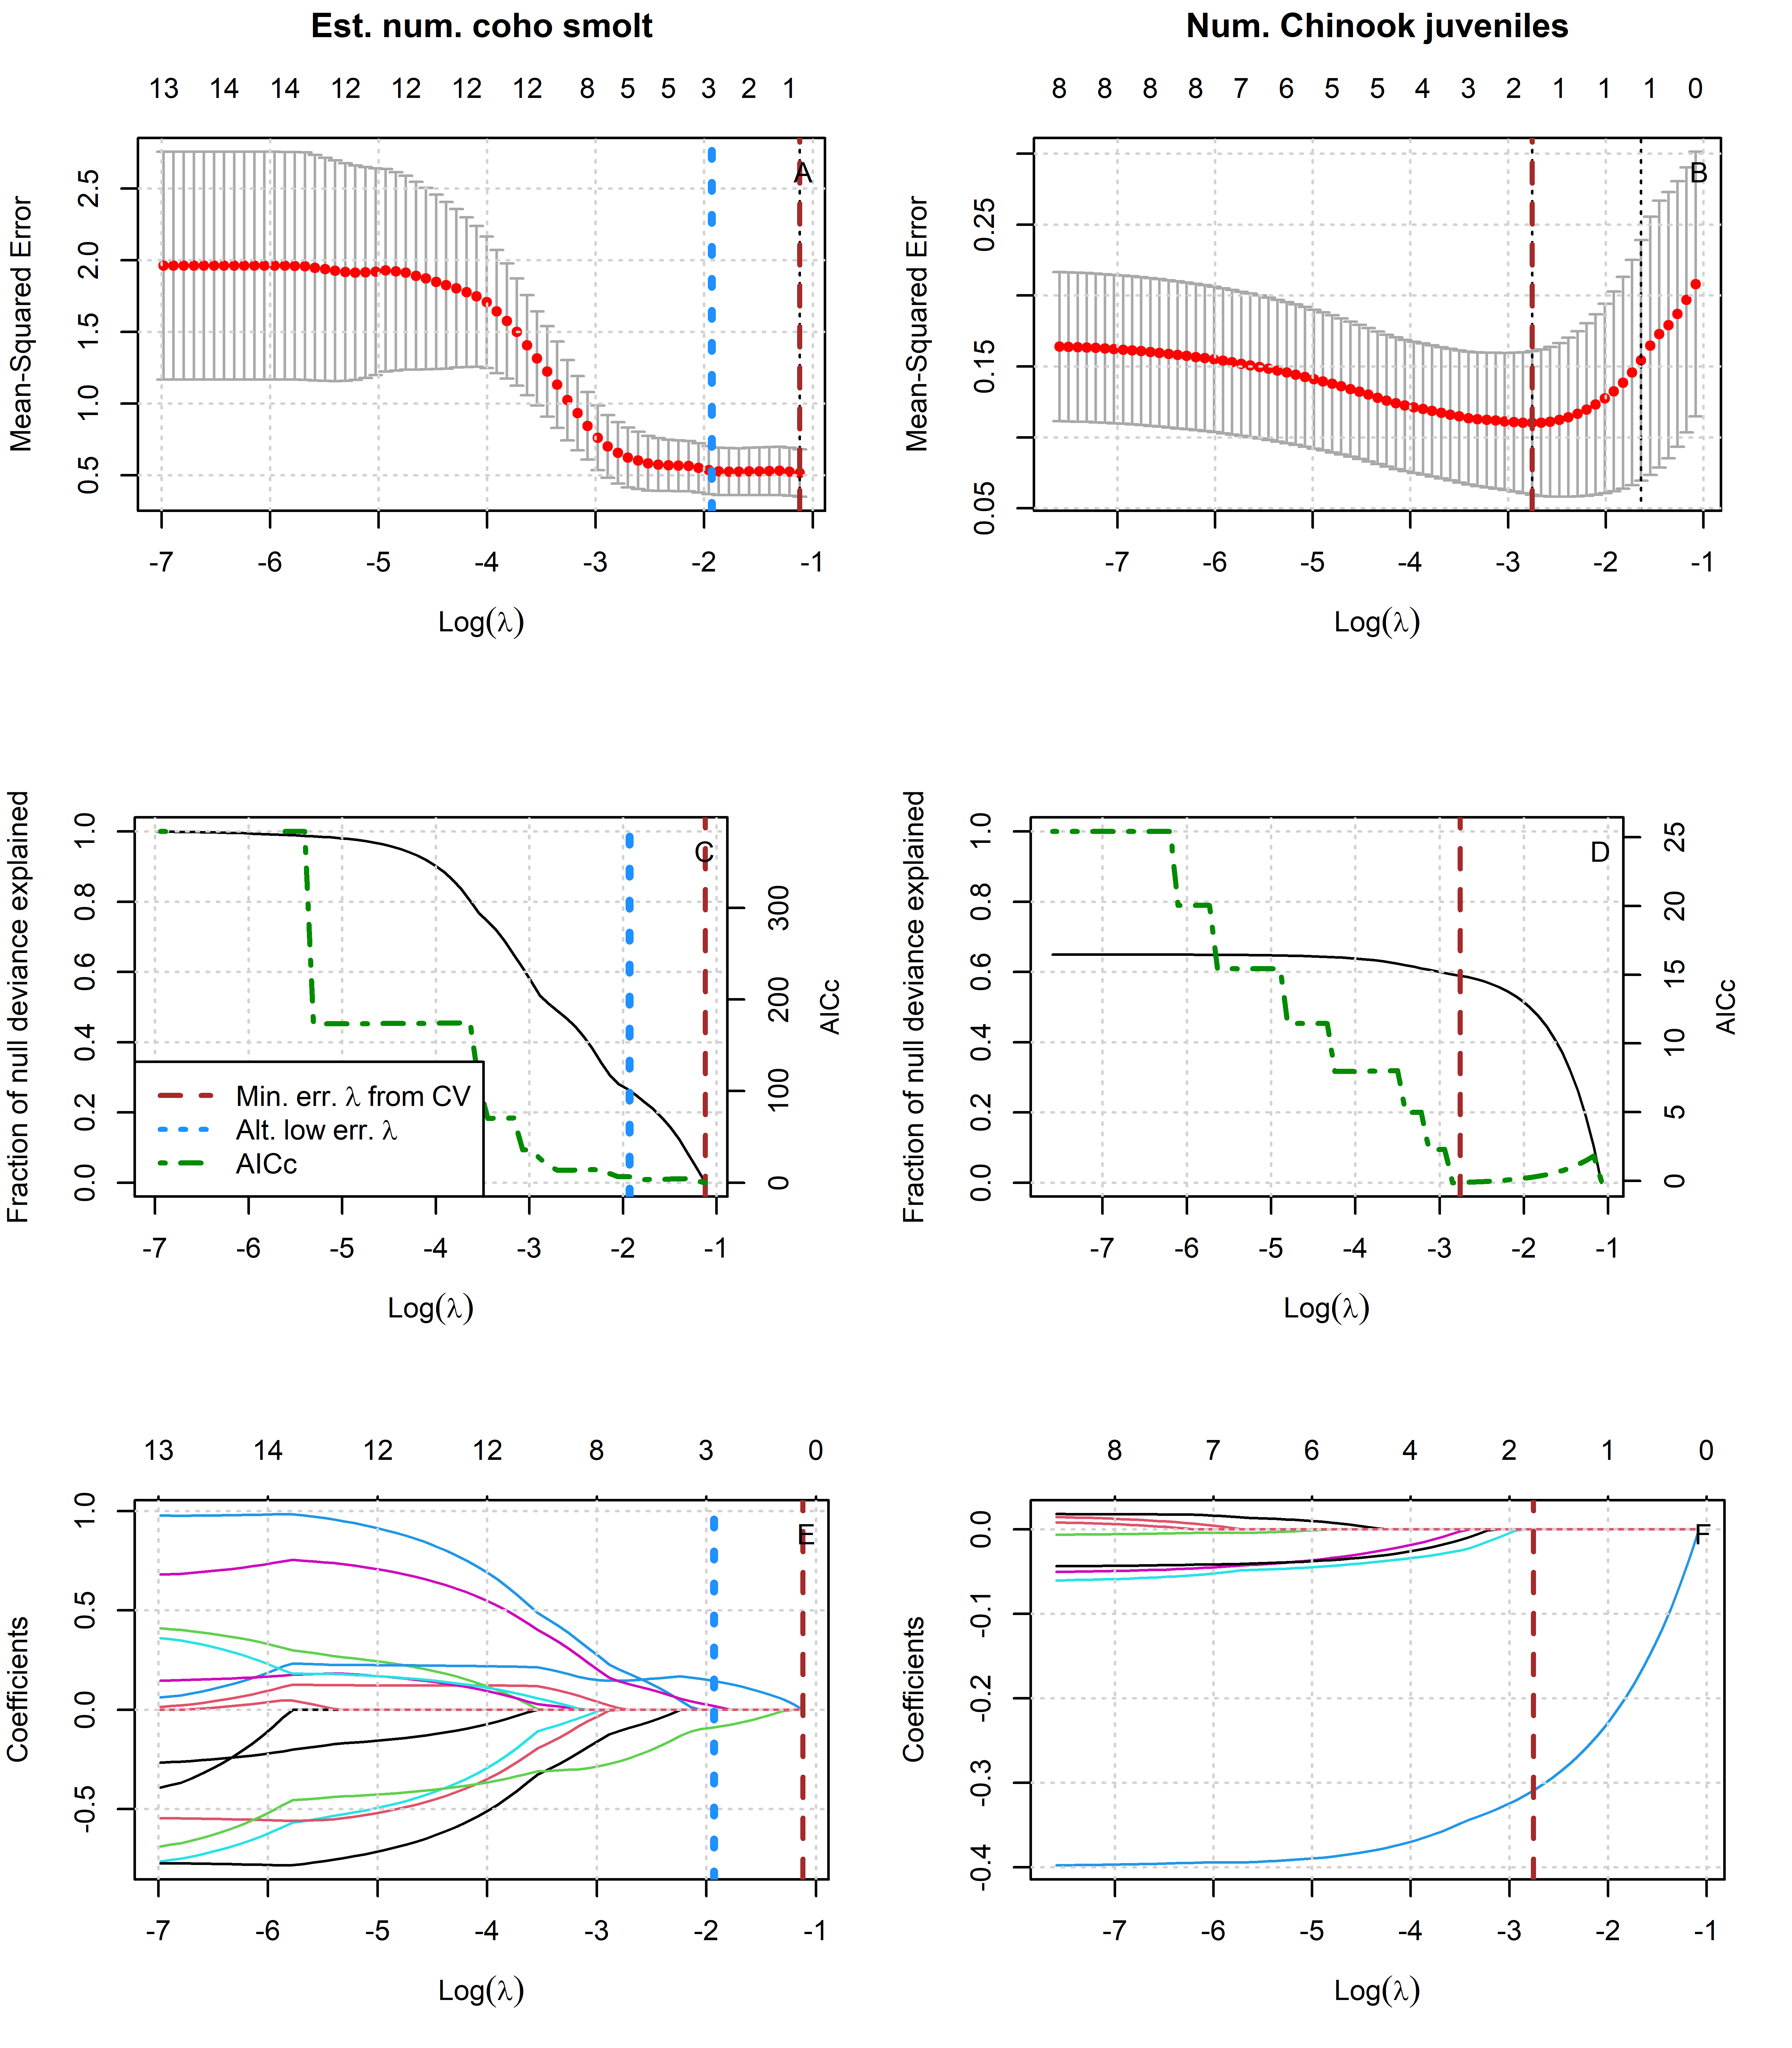 Est. num. coho smolt
Num. Chinook juveniles
13 14 14 12 12 12 12 8 5 5 3 2 1
8 8 8 8 7 6 5 5 4 3 2 1 1 1 0
Mean-Squared Error
0.5 1.0 1.5 2.0 2.5
A
-7 -6 -5 -4 -3 -2 -1
Log(λ)
Mean-Squared Error
0.05 0.15 0.25
B
-7 -6 -5 -4 -3 -2 -1
Log(λ)
Fraction of null deviance explained
0.0 0.2 0.4 0.6 0.8 1.0
C
Min. err. λ from CV
Alt. low err. λ
AICc
0 100 200 300
AICc
-7 -6 -5 -4 -3 -2 -1
Log(λ)
Fraction of null deviance explained
0.0 0.2 0.4 0.6 0.8 1.0
D
0 5 10 15 20 25
AICc
-7 -6 -5 -4 -3 -2 -1
Log(λ)
13 14 12 12 8 3 0
Coefficients
-0.5 0.0 0.5 1.0
E
-7 -6 -5 -4 -3 -2 -1
Log(λ)
8 7 6 4 2 1 0
Coefficients
-0.4 -0.3 -0.2 -0.1 0.0
F
-7 -6 -5 -4 -3 -2 -1
Log(λ)